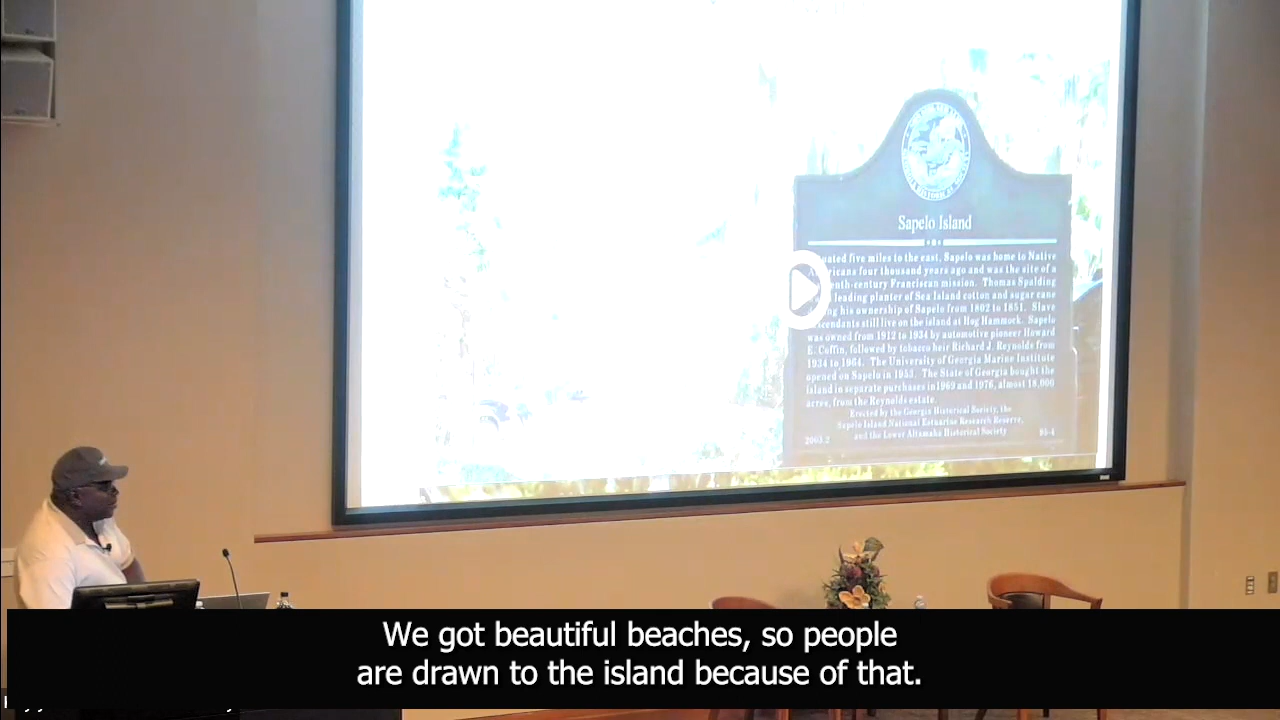 Sapelo Island
ated five miles to the east, Sapelo was home to Native
ricans four thousand years ago and was the site of a
enth-century Franciscan mission. Thomas Spalding
leading planter of Sea Island cotton and sugar cane
ng his ownership of Sapelo from 1802 to 1851. Slave
escendants still live on the island at Hog Hammock. Sapelo
was owned from 1912 to 1934 by automotive pioneer Howard
E. Coffin, followed by tobacco heir Richard J. Reynolds from
1934 to 1964. The University of Georgia Marine Institute
opened on Sapelo in 1953. The State of Georgia bought the
island in separate purchases in 1969 and 1976, almost 18,000
acres, from the Reynolds estate.
Erected by the Georgia Historical Society, the
Sapelo Island National Estuarine Research Reserve,
and the Lower Altamaha Historical Society
2003.2 95-4
We got beautiful beaches, so people
are drawn to the island because of that.